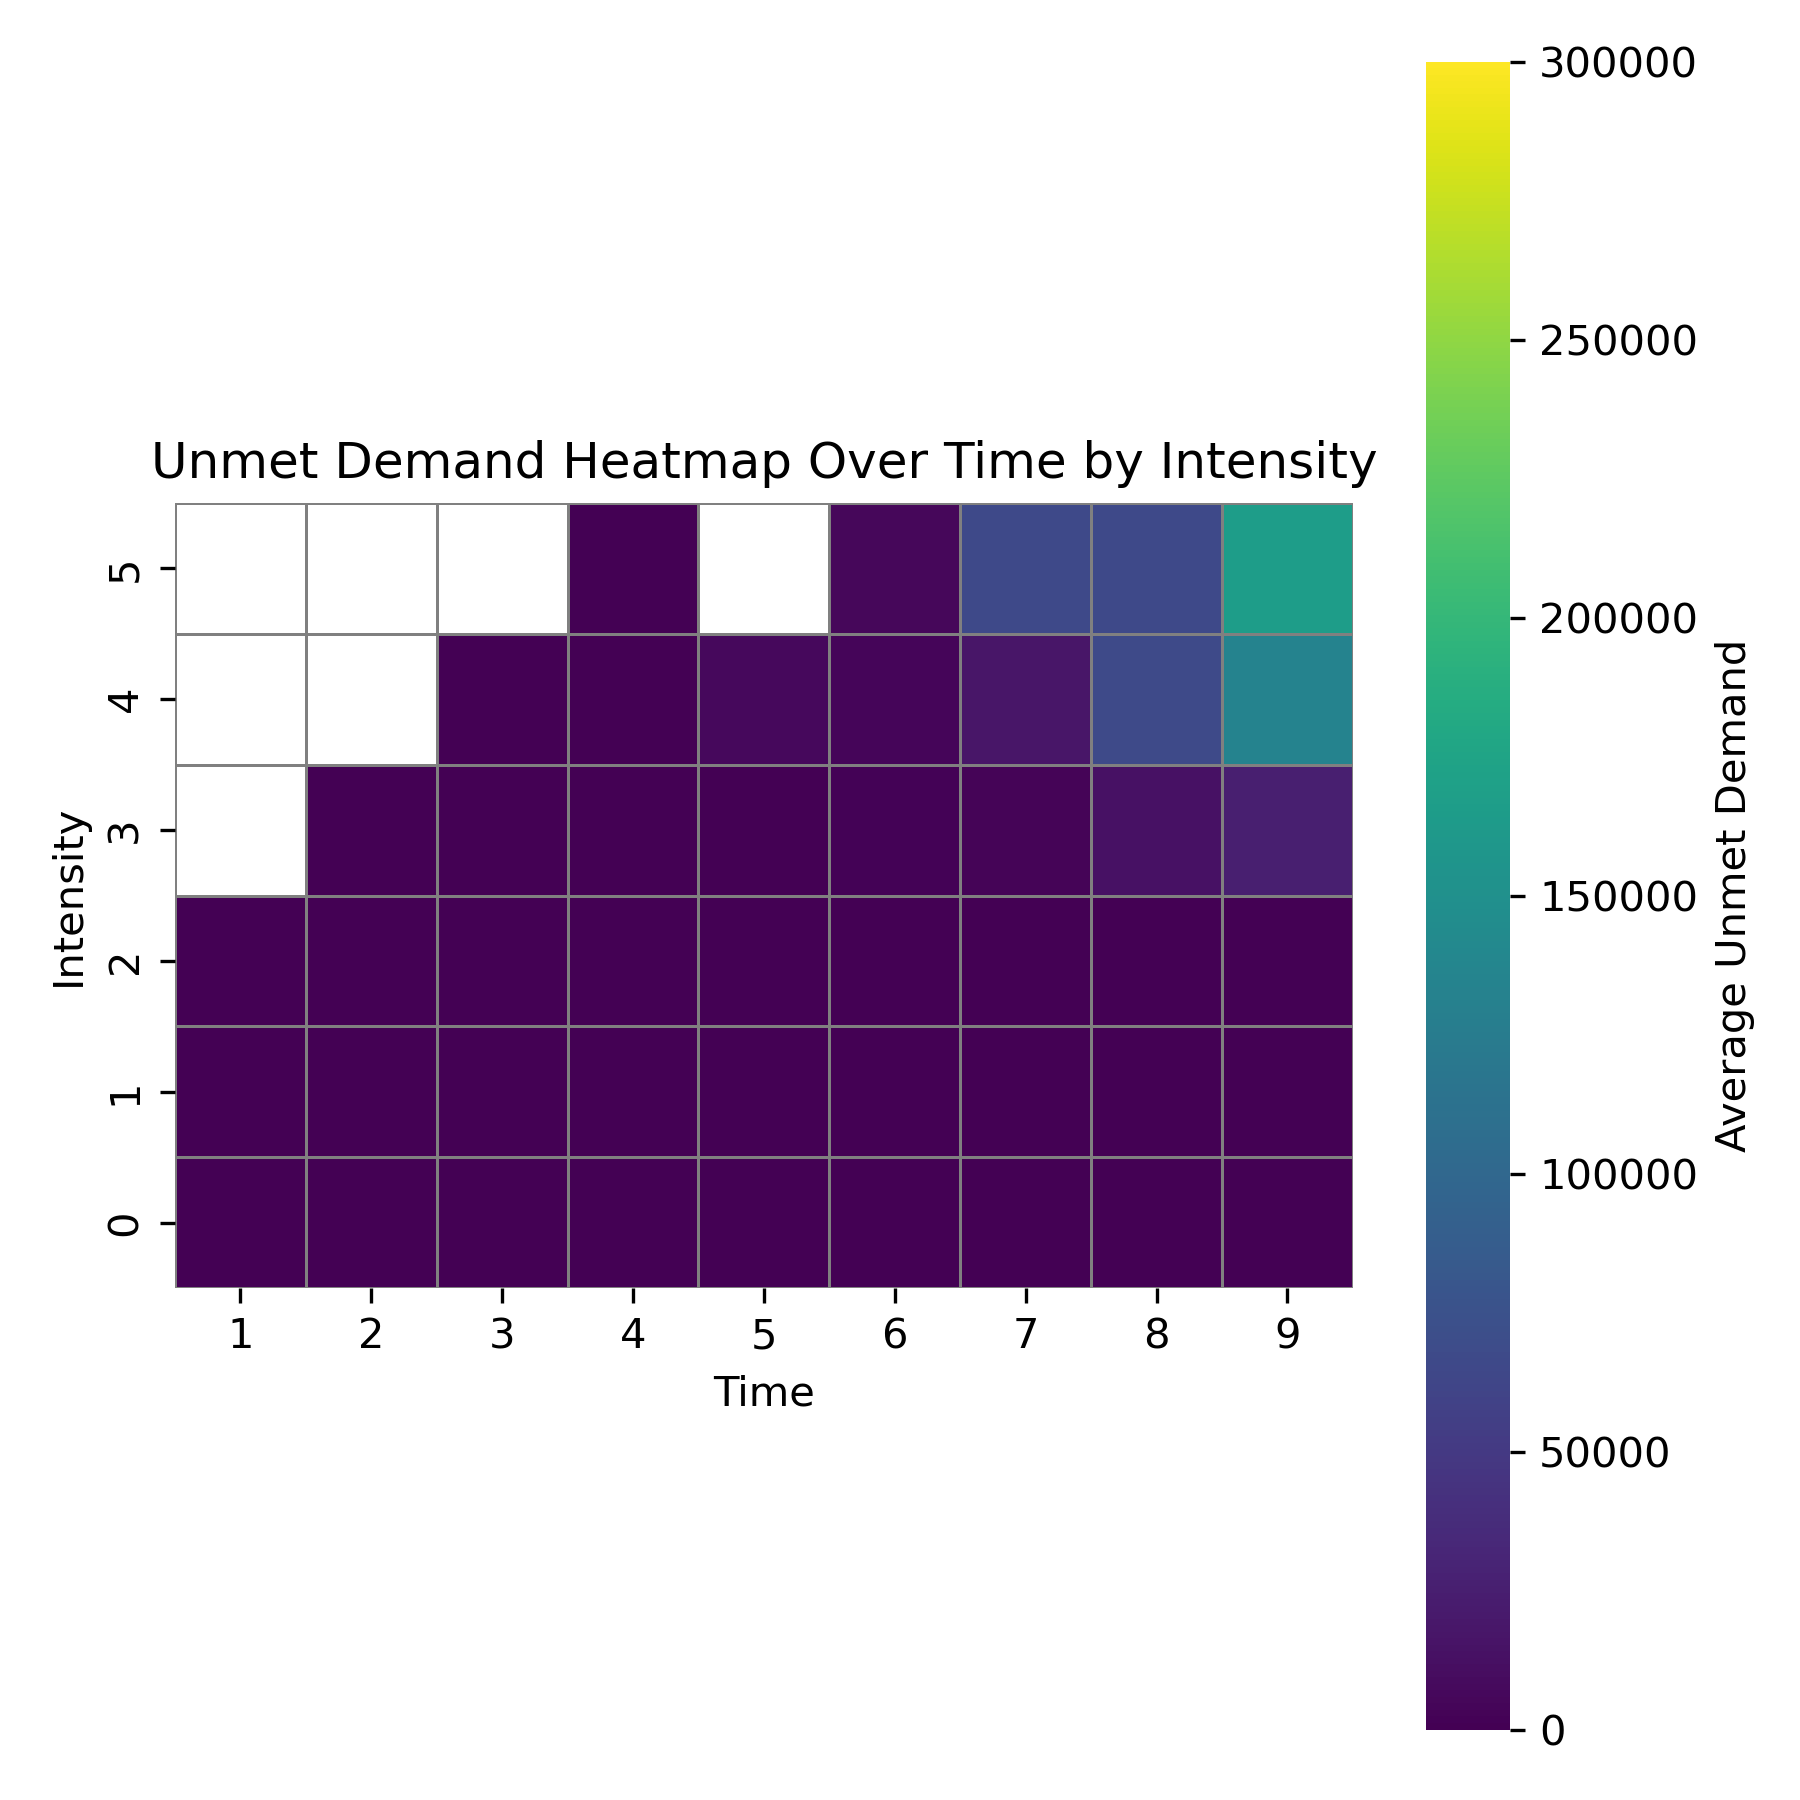 Unmet Demand Heatmap Over Time by Intensity
Intensity
5
4
3
2
1
0
1 2 3 4 5 6 7 8 9
Time
300000
250000
200000
150000
100000
50000
0
Average Unmet Demand